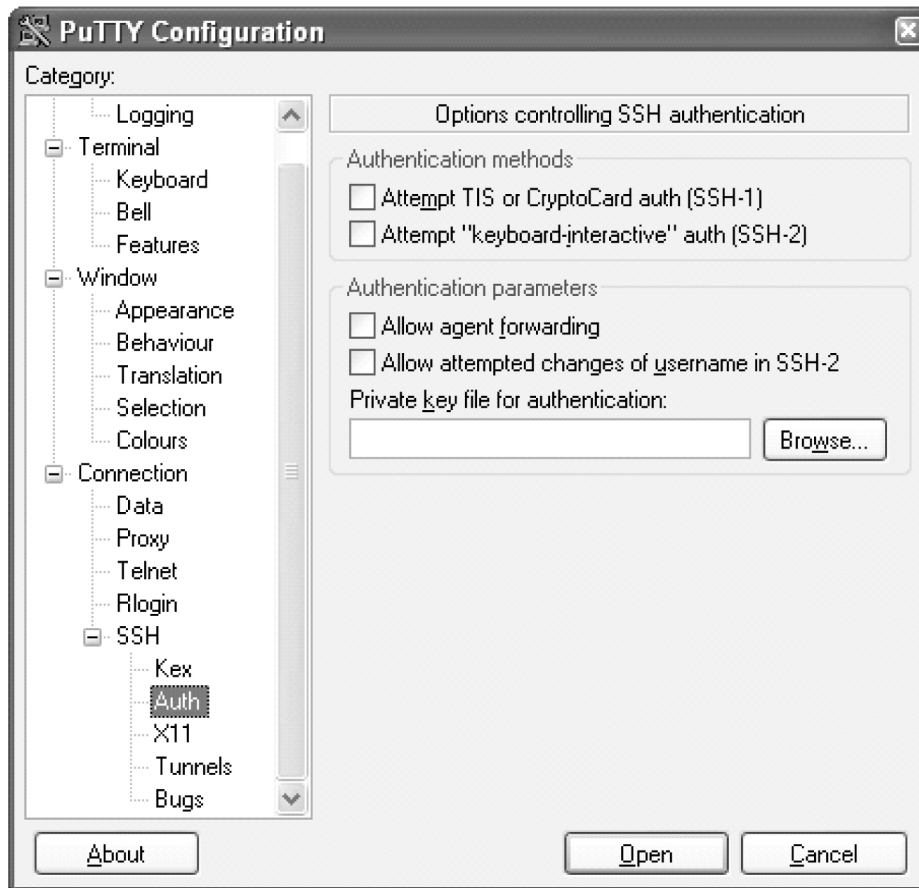 PuTTY Configuration
Category:
Logging
Terminal
Keyboard
Bell
Features
Window
Appearance
Behaviour
Translation
Selection
Colours
Connection
Data
Proxy
Telnet
Rlogin
SSH
Kex
Auth
X11
Tunnels
Bugs
Options controlling SSH authentication
Authentication methods
Attempt TIS or CryptoCard auth (SSH-1)
Attempt "keyboard-interactive" auth (SSH-2)
Authentication parameters
Allow agent forwarding
Allow attempted changes of username in SSH-2
Private key file for authentication:
Browse...
About
Open
Cancel